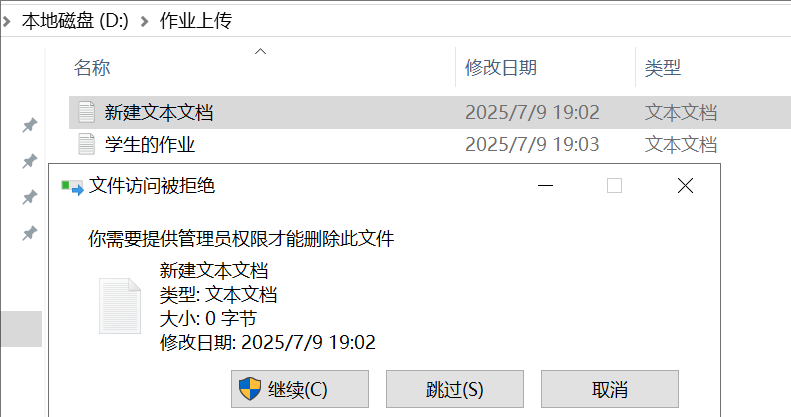 本地磁盘 (D:) 作业上传
名称 修改日期 类型
新建文本文档 2025/7/9 19:02 文本文档
学生的作业 2025/7/9 19:03 文本文档
文件访问被拒绝
你需要提供管理员权限才能删除此文件
新建文本文档
类型: 文本文档
大小: 0 字节
修改日期: 2025/7/9 19:02
继续(C) 跳过(S) 取消